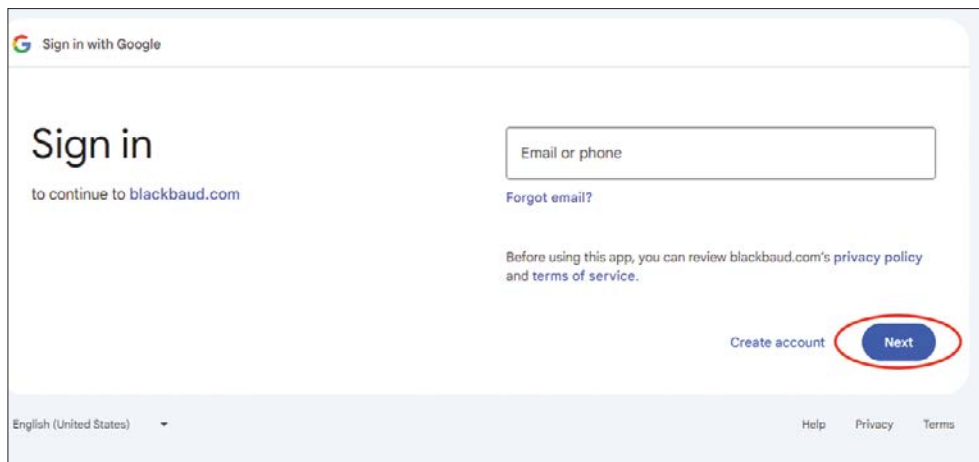 Sign in with Google
Sign in
to continue to blackbaud.com
Email or phone
Forgot email?
Before using this app, you can review blackbaud.com's privacy policy
and terms of service.
Create account
Next
English (United States)
Help
Privacy
Terms